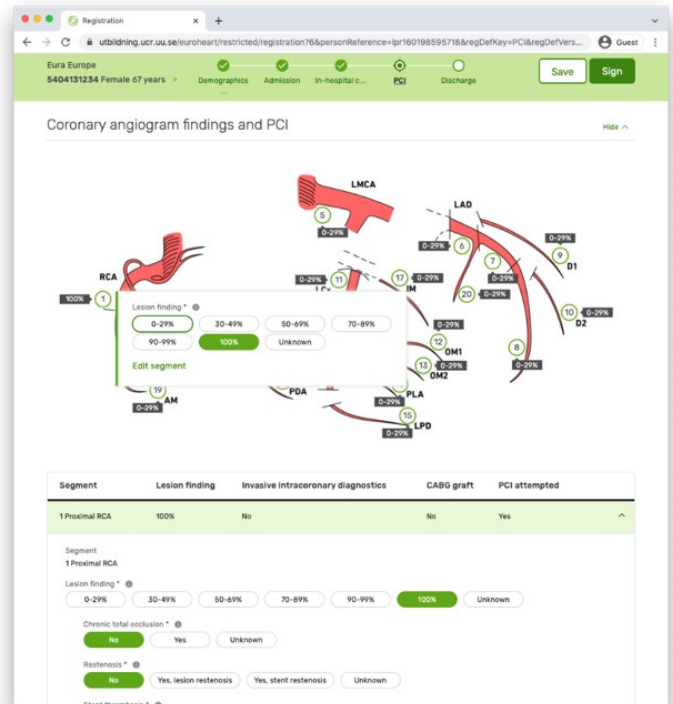 Registration
utbildning.ucr.uu.se/euroheart/restricted/registration?6&personReference=lpr160198595718&regDefKey=PCI&regDefVers...
Guest
Eura Europe
5404131234 Female 67 years >
Demographics ...
Admission
In-hospital c...
PCI
Discharge
Save
Sign
Coronary angiogram findings and PCI
Hide
LMCA
5
0-29%
LAD
0-29% 6
7
0-29%
0-29%
9
D1
RCA
100% 1
0-29% 11
LCx
17 0-29%
IM
20 0-29%
10 0-29%
D2
Lesion finding *
0-29% 30-49% 50-69% 70-89%
90-99% 100% Unknown
Edit segment
0-29%
12
OM1
13 0-29%
OM2
8
0-29%
19
AM
0-29%
PDA
PLA
0-29%
15
LPD
0-29%
Segment Lesion finding Invasive intracoronary diagnostics CABG graft PCI attempted
1 Proximal RCA 100% No No Yes
Segment
1 Proximal RCA
Lesion finding *
0-29% 30-49% 50-69% 70-89% 90-99% 100% Unknown
Chronic total occlusion *
No Yes Unknown
Restenosis *
No Yes, lesion restenosis Yes, stent restenosis Unknown